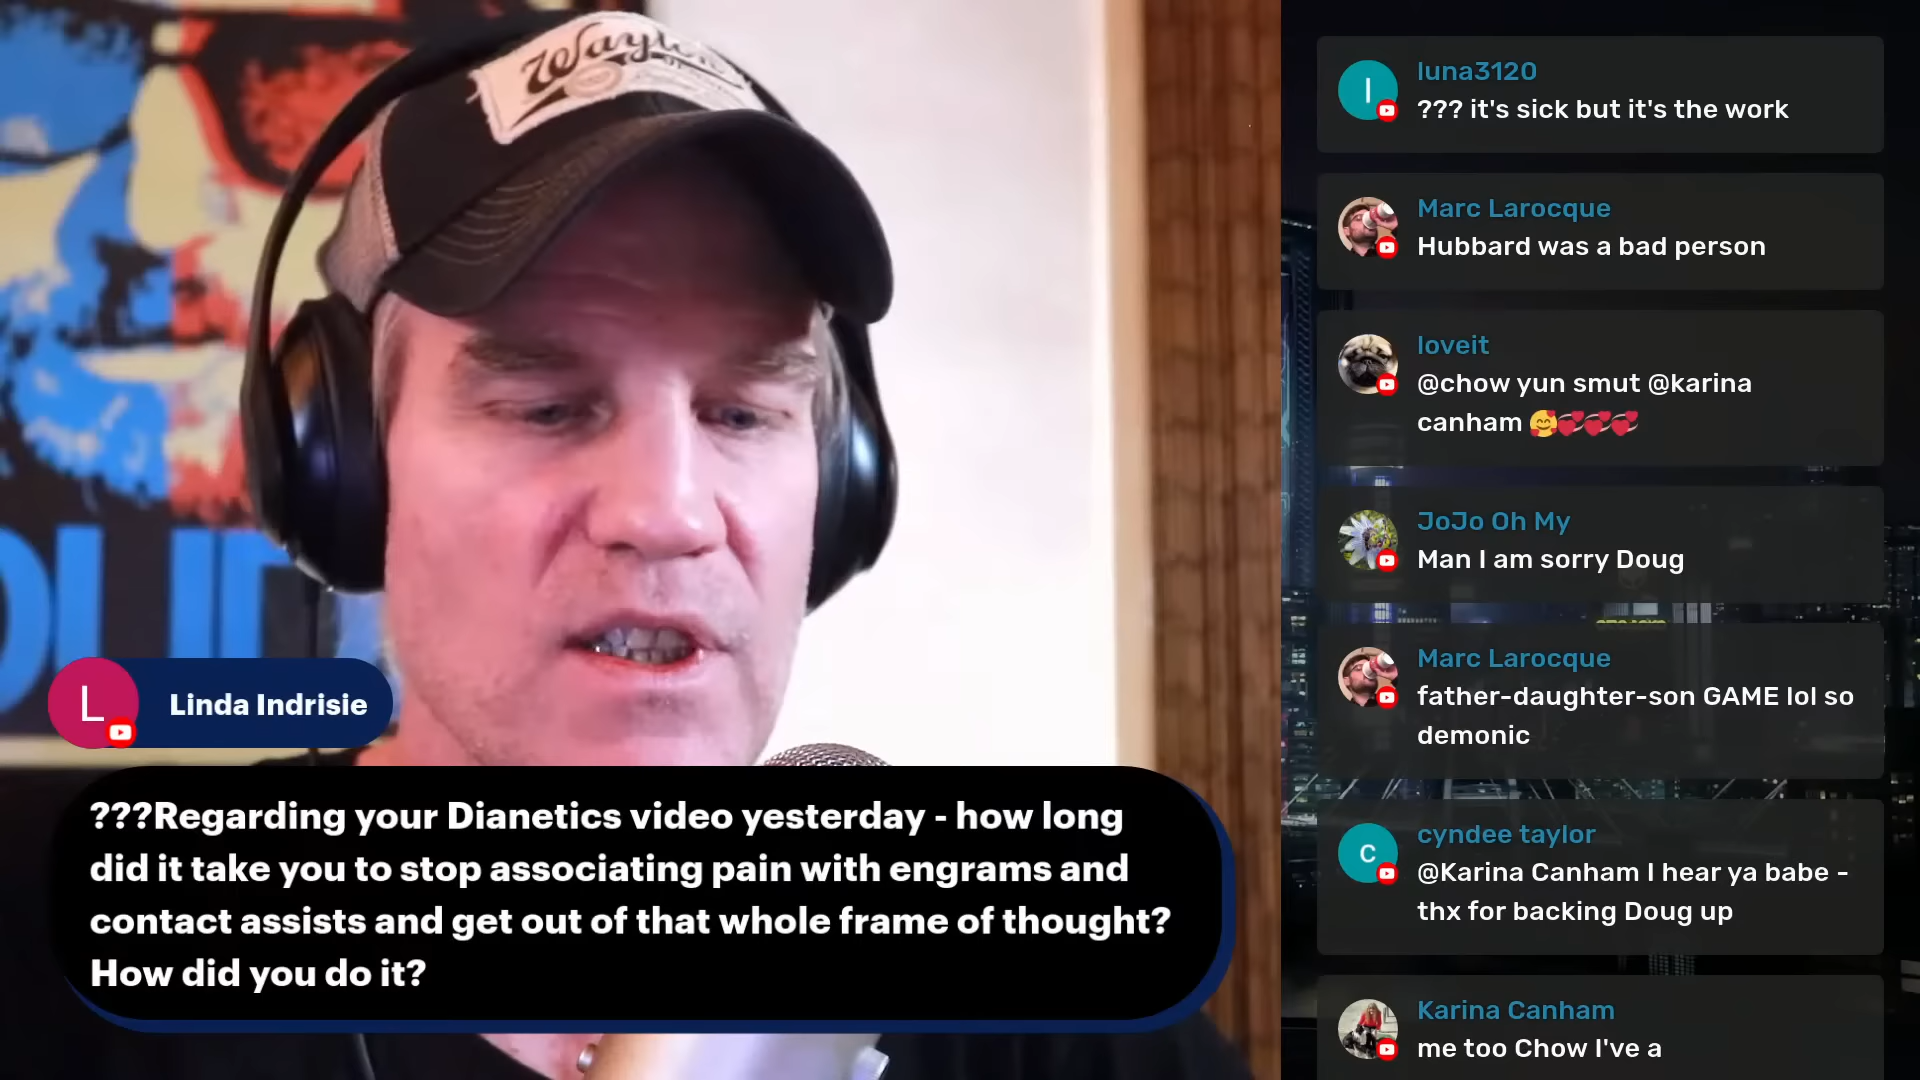 L
Linda Indrisie
???Regarding your Dianetics video yesterday - how long
did it take you to stop associating pain with engrams and
contact assists and get out of that whole frame of thought?
How did you do it?
l
luna3120
??? it's sick but it's the work
Marc Larocque
Hubbard was a bad person
loveit
@chow yun smut @karina
canham 🥰💞💞💞
JoJo Oh My
Man I am sorry Doug
Marc Larocque
father-daughter-son GAME lol so
demonic
c
cyndee taylor
@Karina Canham I hear ya babe -
thx for backing Doug up
Karina Canham
me too Chow I've a